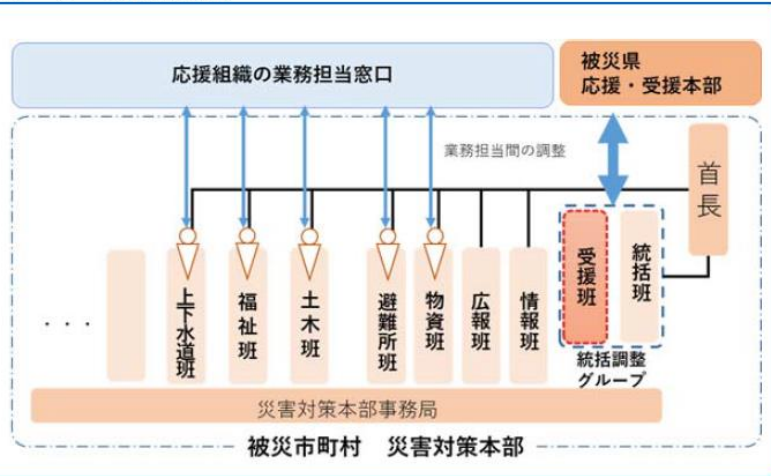 応援組織の業務担当窓口
被災県
応援・受援本部
業務担当間の調整
首長
・・・
上下水道班
福祉班
土木班
避難所班
物資班
広報班
情報班
受援班
統括班
統括調整
グループ
災害対策本部事務局
被災市町村　災害対策本部